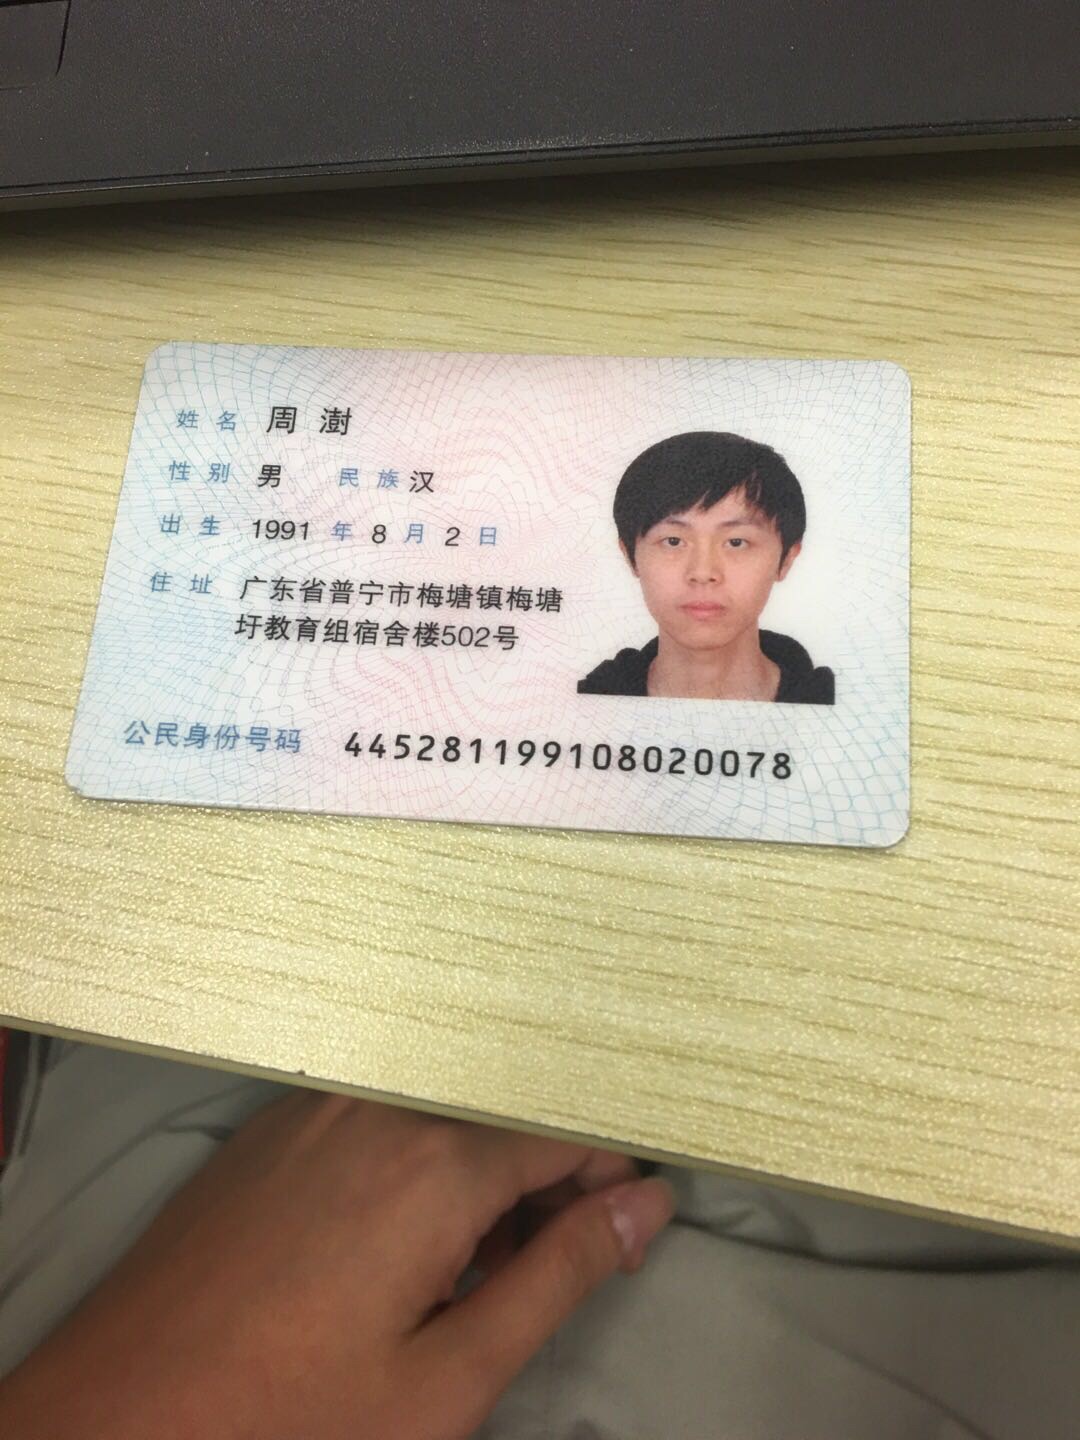 姓名 周澍
性别 男 民族 汉
出生 1991 年 8 月 2 日
住址 广东省普宁市梅塘镇梅塘
圩教育组宿舍楼502号
公民身份号码 445281199108020078